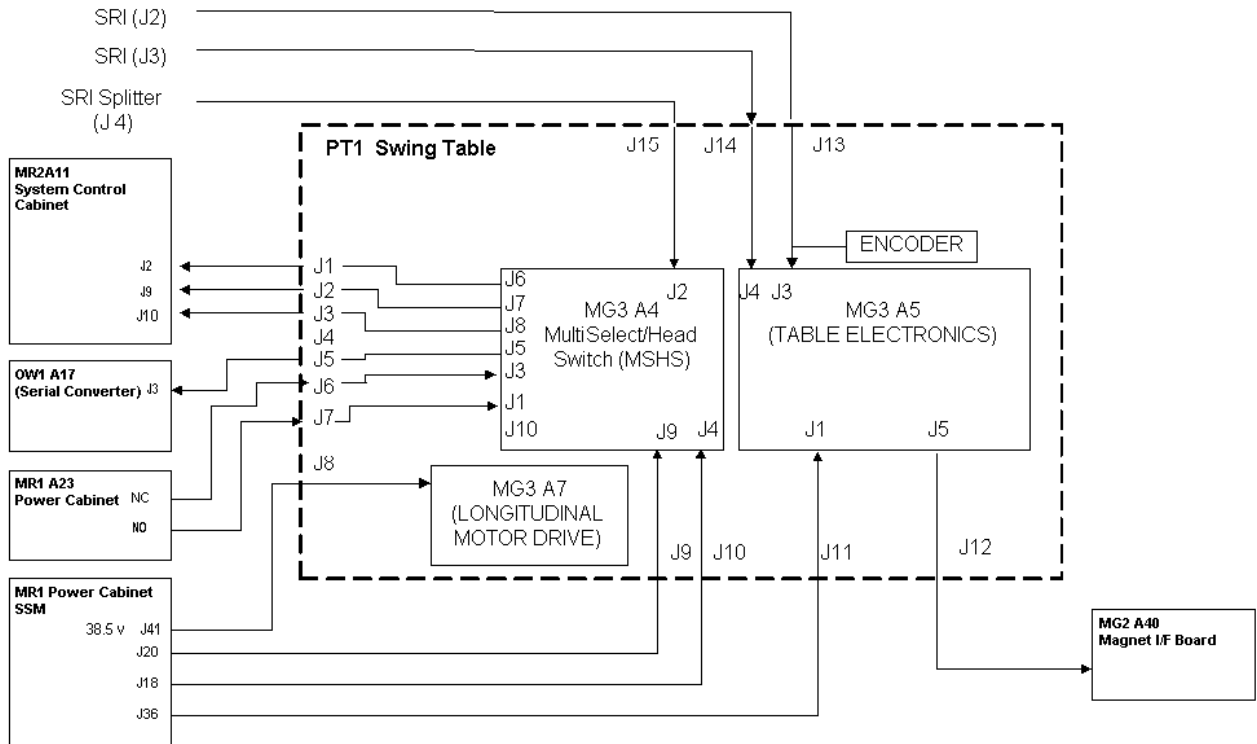 SRI (J2)
SRI (J3)
SRI Splitter
(J 4)
PT1 Swing Table
J15
J14
J13
MR2A11
System Control
Cabinet
J2
J9
J10
J1
J2
J3
J4
J5
J6
J7
J8
ENCODER
J6
J7
J8
J5
J3
J1
J10
J2
MG3 A4
MultiSelect/Head
Switch (MSHS)
J9
J4
J4
J3
MG3 A5
(TABLE ELECTRONICS)
J1
J5
OW1 A17
(Serial Converter)
J3
MR1 A23
Power Cabinet
NC
NO
MG3 A7
(LONGITUDINAL
MOTOR DRIVE)
J9
J10
J11
J12
MR1 Power Cabinet
SSM
38.5 v
J41
J20
J18
J36
MG2 A40
Magnet I/F Board